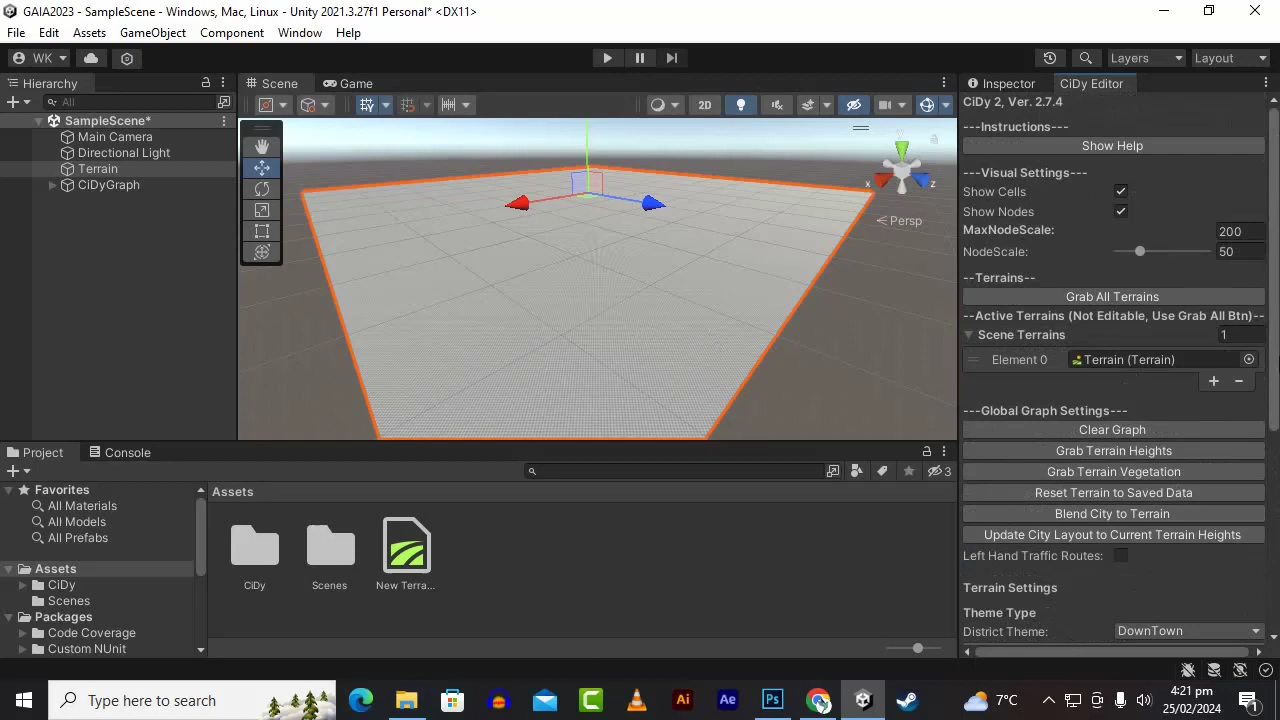 GAIA2023 - SampleScene - Windows, Mac, Linux - Unity 2021.3.27f1 Personal* <DX11>
File Edit Assets GameObject Component Window Help
WK Layers Layout
Hierarchy Scene Game Inspector CiDy Editor
All 2D CiDy 2, Ver. 2.7.4
SampleScene*
Main Camera
Directional Light
Terrain
CiDyGraph
x z
Persp
---Instructions---
Show Help
---Visual Settings---
Show Cells
Show Nodes
MaxNodeScale: 200
NodeScale: 50
--Terrains--
Grab All Terrains
--Active Terrains (Not Editable, Use Grab All Btn)--
Scene Terrains 1
Element 0 Terrain (Terrain)
---Global Graph Settings---
Clear Graph
Grab Terrain Heights
Grab Terrain Vegetation
Reset Terrain to Saved Data
Blend City to Terrain
Update City Layout to Current Terrain Heights
Left Hand Traffic Routes:
Terrain Settings
Theme Type
District Theme: DownTown
Project Console
3
Favorites
All Materials
All Models
All Prefabs
Assets
CiDy
Scenes
Packages
Code Coverage
Custom NUnit
Assets
CiDy Scenes New Terra...
Type here to search
Ai Ae Ps
7°C
4:21 pm
25/02/2024
1